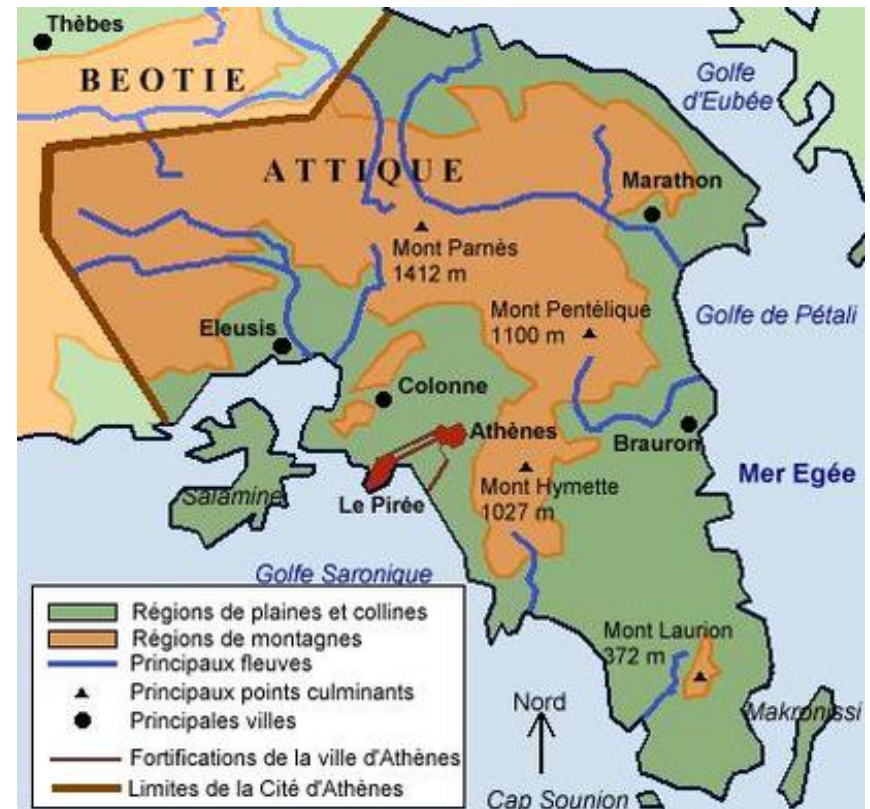 Thèbes
BEOTIE
Golfe
d'Eubée
ATTIQUE
Marathon
Mont Parnès
1412 m
Mont Pentélique
1100 m
Golfe de Pétali
Eleusis
Colonne
Athènes
Brauron
Mer Egée
Mont Hymette
1027 m
Salamine
Le Pirée
Golfe Saronique
Régions de plaines et collines
Régions de montagnes
Principaux fleuves
Principaux points culminants
Principales villes
Fortifications de la ville d'Athènes
Limites de la Cité d'Athènes
Mont Laurion
372 m
Nord
Makronissi
Cap Sounion